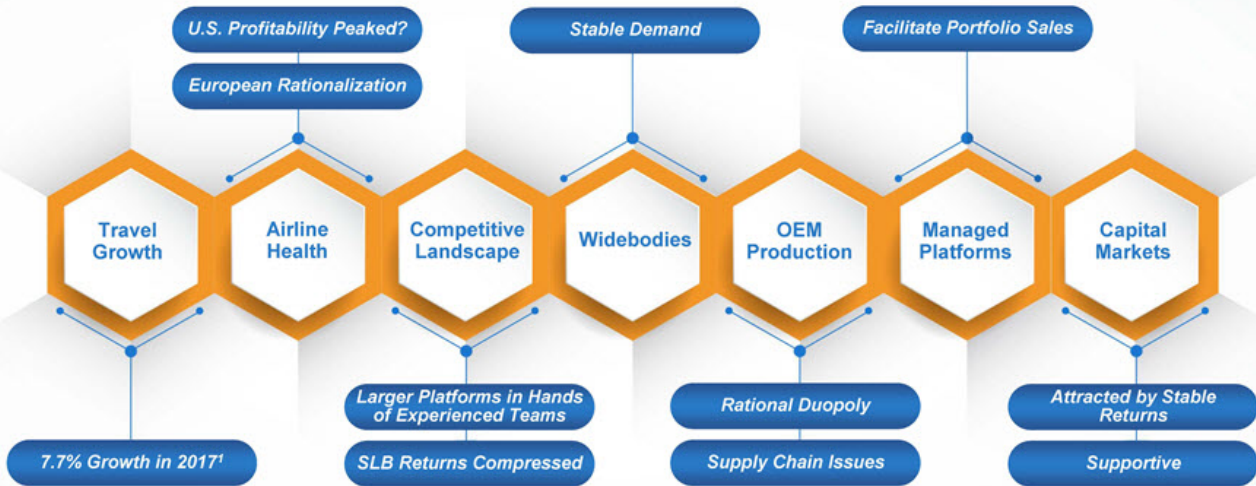 U.S. Profitability Peaked?
European Rationalization
Stable Demand
Facilitate Portfolio Sales
Travel
Growth
Airline
Health
Competitive
Landscape
Widebodies
OEM
Production
Managed
Platforms
Capital
Markets
7.7% Growth in 2017¹
Larger Platforms in Hands
of Experienced Teams
SLB Returns Compressed
Rational Duopoly
Supply Chain Issues
Attracted by Stable
Returns
Supportive